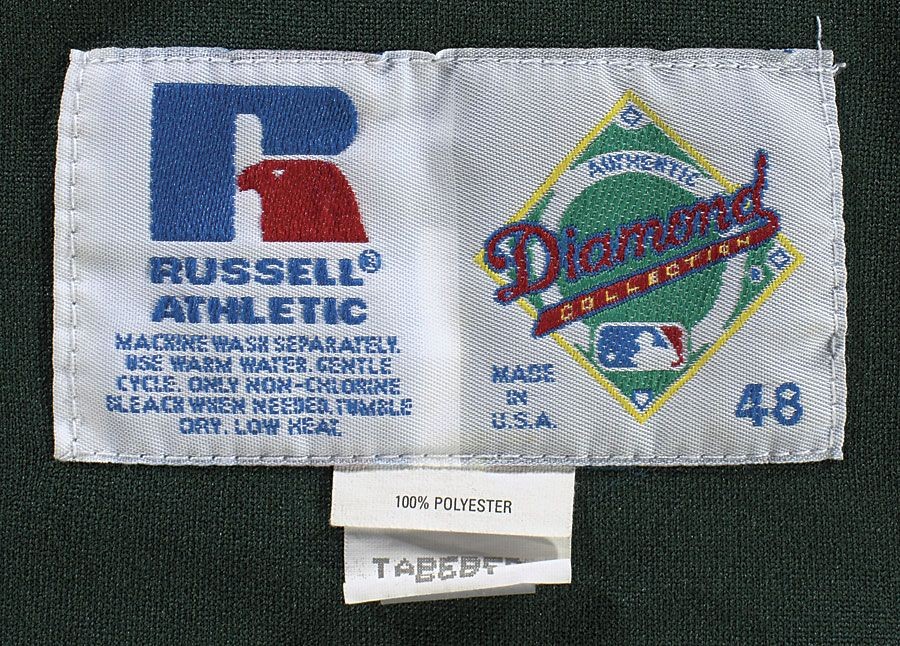 RUSSELL®
ATHLETIC
MACHINE WASH SEPARATELY.
USE WARM WATER. GENTLE
CYCLE. ONLY NON-CHLORINE
BLEACH WHEN NEEDED. TUMBLE
DRY. LOW HEAT.
AUTHENTIC
Diamond
COLLECTION
MADE
IN
U.S.A.
48
100% POLYESTER